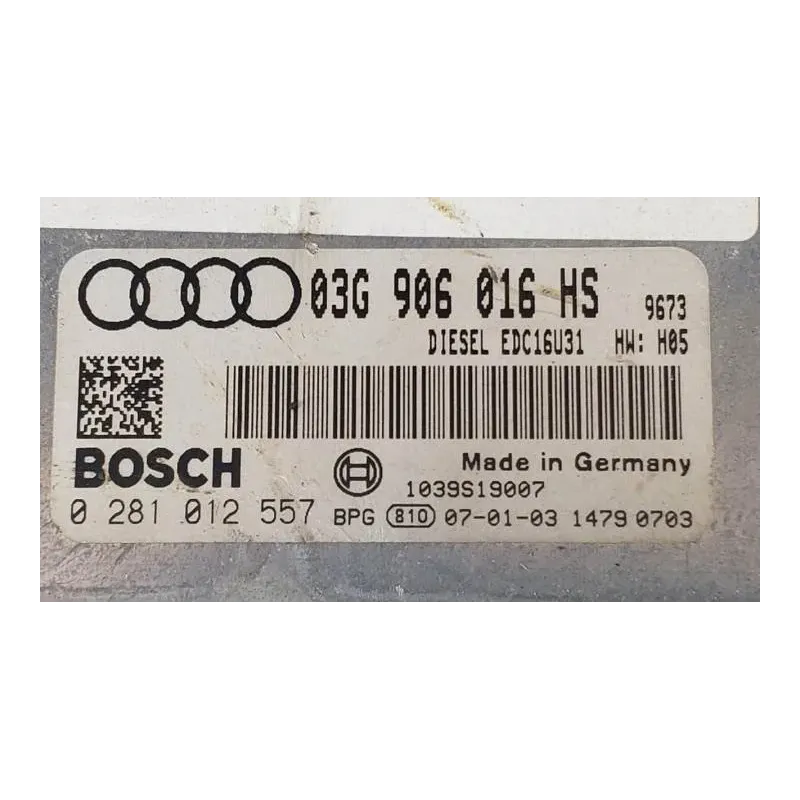 03G 906 016 HS 9673
DIESEL EDC16U31 HW: H05
BOSCH Made in Germany
1039S19007
0 281 012 557 BPG 810 07-01-03 1479 0703